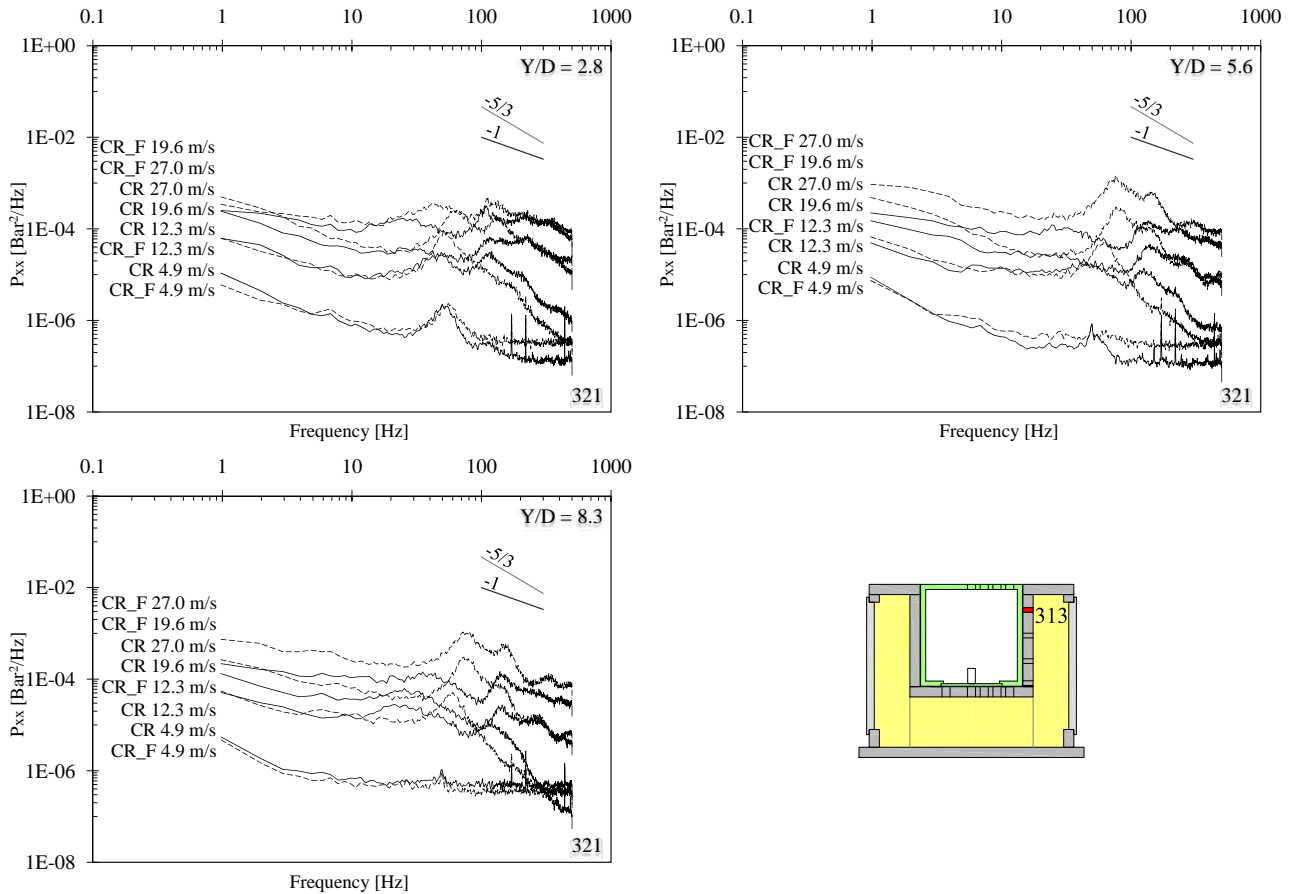 0.1 1 10 100 1000
1E+00
Y/D = 2.8
-5/3
1E-02
-1
CR_F 19.6 m/s
CR_F 27.0 m/s
CR 27.0 m/s
CR 19.6 m/s
1E-04
CR 12.3 m/s
CR_F 12.3 m/s
CR 4.9 m/s
CR_F 4.9 m/s
1E-06
321
1E-08
Pxx [Bar²/Hz]
Frequency [Hz]
0.1 1 10 100 1000
1E+00
Y/D = 5.6
-5/3
1E-02
-1
CR_F 27.0 m/s
CR_F 19.6 m/s
CR 27.0 m/s
CR 19.6 m/s
1E-04
CR_F 12.3 m/s
CR 12.3 m/s
CR 4.9 m/s
CR_F 4.9 m/s
1E-06
321
1E-08
Pxx [Bar²/Hz]
Frequency [Hz]
0.1 1 10 100 1000
1E+00
Y/D = 8.3
-5/3
1E-02
-1
CR_F 27.0 m/s
CR_F 19.6 m/s
CR 27.0 m/s
CR 19.6 m/s
1E-04
CR_F 12.3 m/s
CR 12.3 m/s
CR 4.9 m/s
CR_F 4.9 m/s
1E-06
321
1E-08
Pxx [Bar²/Hz]
Frequency [Hz]
313